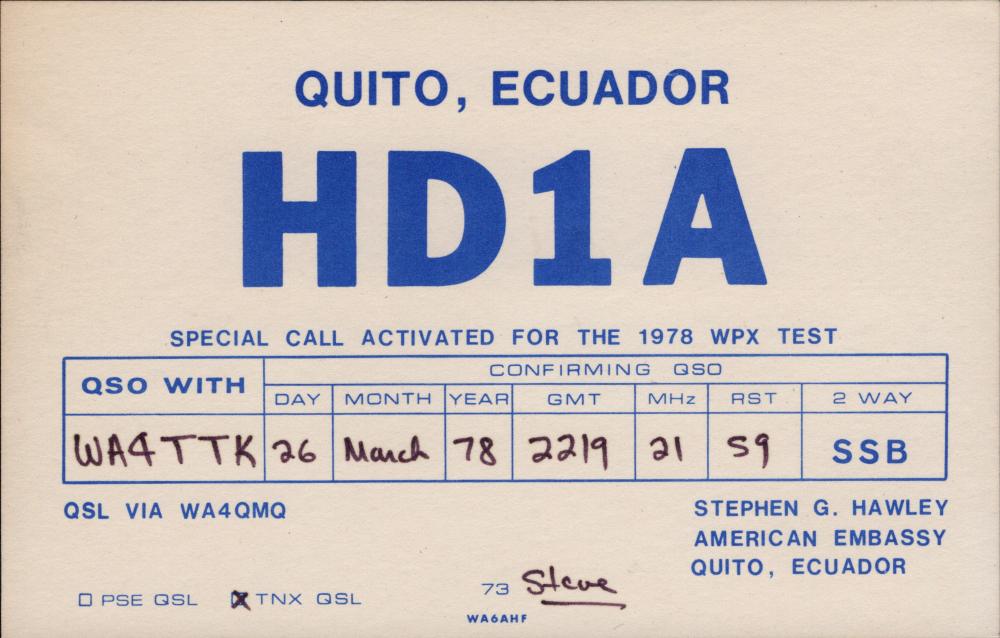 QUITO, ECUADOR
HD1A
SPECIAL CALL ACTIVATED FOR THE 1978 WPX TEST
QSO WITH CONFIRMING QSO
DAY MONTH YEAR GMT MHz RST 2 WAY
WA4TTK 26 March 78 2219 21 59 SSB
QSL VIA WA4QMQ
STEPHEN G. HAWLEY
AMERICAN EMBASSY
QUITO, ECUADOR
PSE QSL X TNX QSL
73 Steve
WA6AHF